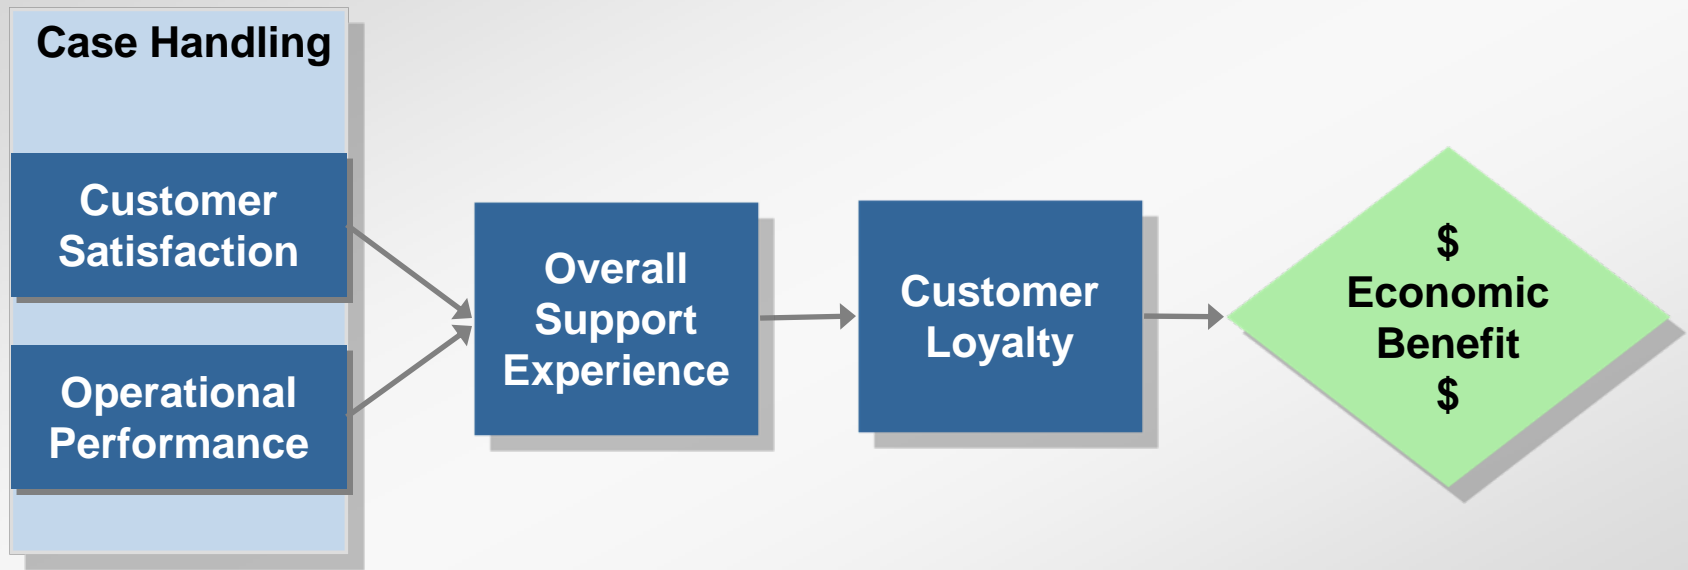 Case Handling
Customer
Satisfaction
Operational
Performance
Overall
Support
Experience
Customer
Loyalty
$
Economic
Benefit
$